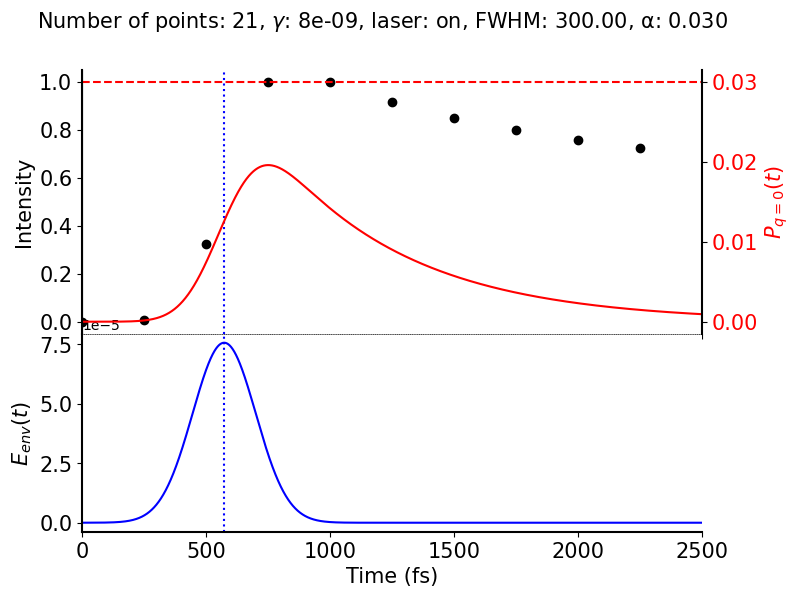 Number of points: 21, γ: 8e-09, laser: on, FWHM: 300.00, α: 0.030
1.0
0.8
0.6
0.4
0.2
0.0
Intensity
0.03
0.02
0.01
0.00
P_{q=0}(t)
1e−5
7.5
5.0
2.5
0.0
E_{env}(t)
0 500 1000 1500 2000 2500
Time (fs)